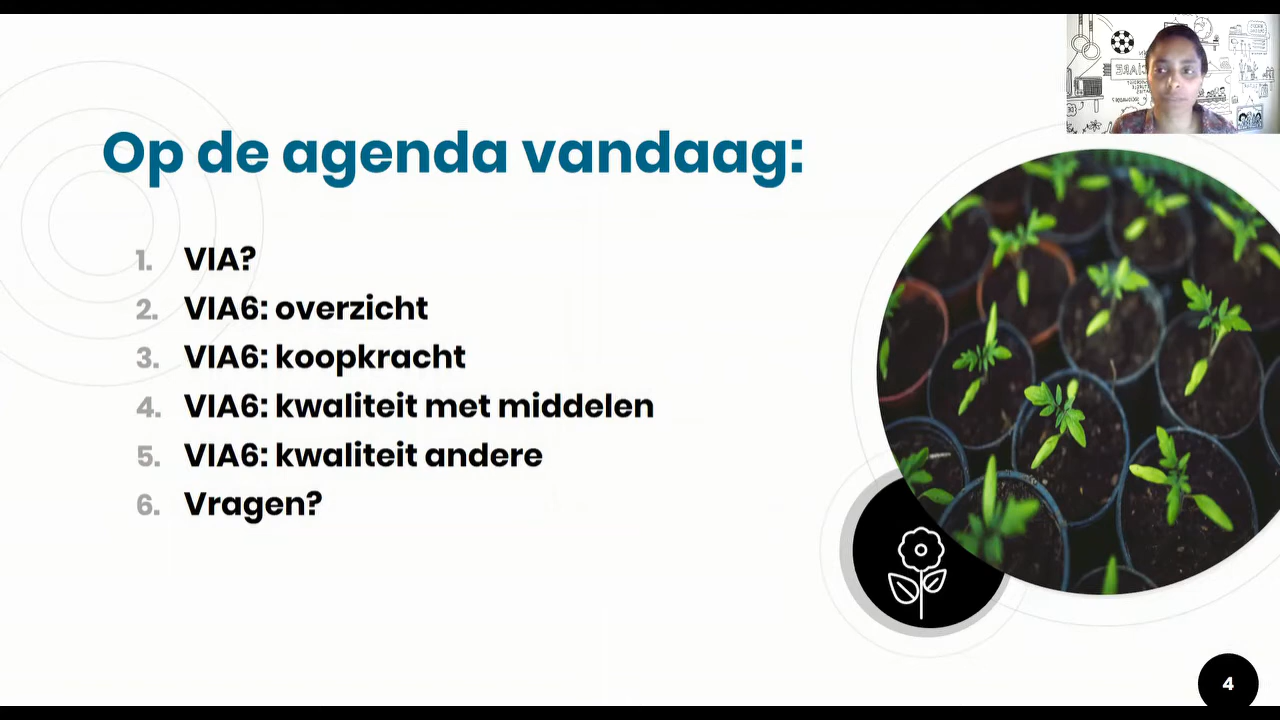 Op de agenda vandaag:
1. VIA?
2. VIA6: overzicht
3. VIA6: koopkracht
4. VIA6: kwaliteit met middelen
5. VIA6: kwaliteit andere
6. Vragen?
4